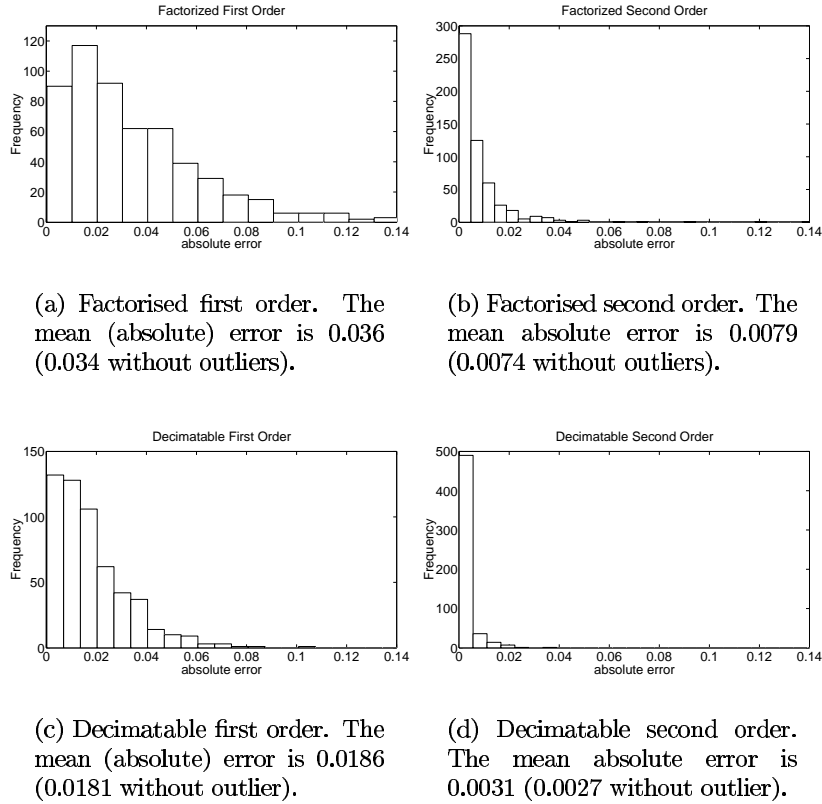 Factorized First Order
120
100
80
60
40
20
0
Frequency
0 0.02 0.04 0.06 0.08 0.1 0.12 0.14
absolute error
(a) Factorised first order. The
mean (absolute) error is 0.036
(0.034 without outliers).
Factorized Second Order
300
250
200
150
100
50
0
Frequency
0 0.02 0.04 0.06 0.08 0.1 0.12 0.14
absolute error
(b) Factorised second order. The
mean absolute error is 0.0079
(0.0074 without outliers).
Decimatable First Order
150
100
50
0
Frequency
0 0.02 0.04 0.06 0.08 0.1 0.12 0.14
absolute error
(c) Decimatable first order. The
mean (absolute) error is 0.0186
(0.0181 without outlier).
Decimatable Second Order
500
400
300
200
100
0
Frequency
0 0.02 0.04 0.06 0.08 0.1 0.12 0.14
absolute error
(d) Decimatable second order.
The mean absolute error is
0.0031 (0.0027 without outlier).